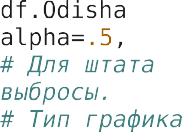 df.Odisha
alpha=.5,
# Для штата
выбросы.
# Тип графика